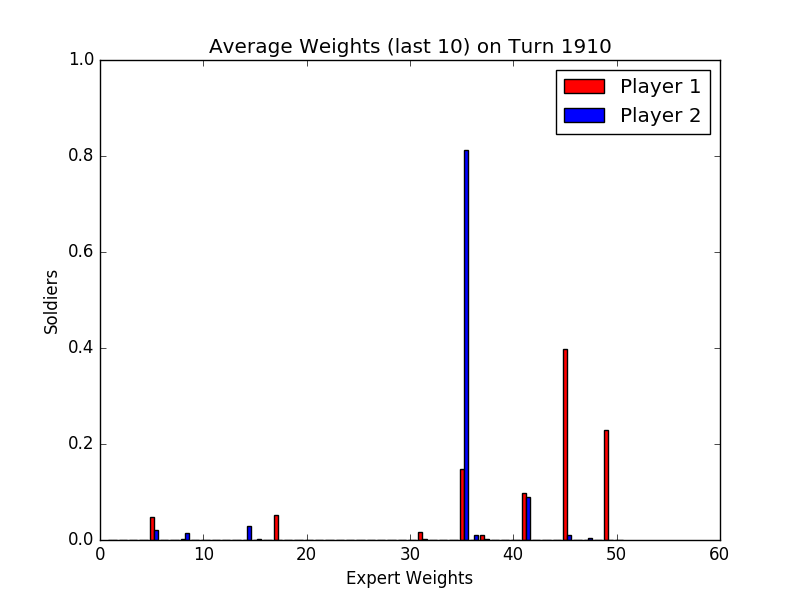 Average Weights (last 10) on Turn 1910
1.0
0.8
0.6
0.4
0.2
0.0
Soldiers
Player 1
Player 2
0 10 20 30 40 50 60
Expert Weights